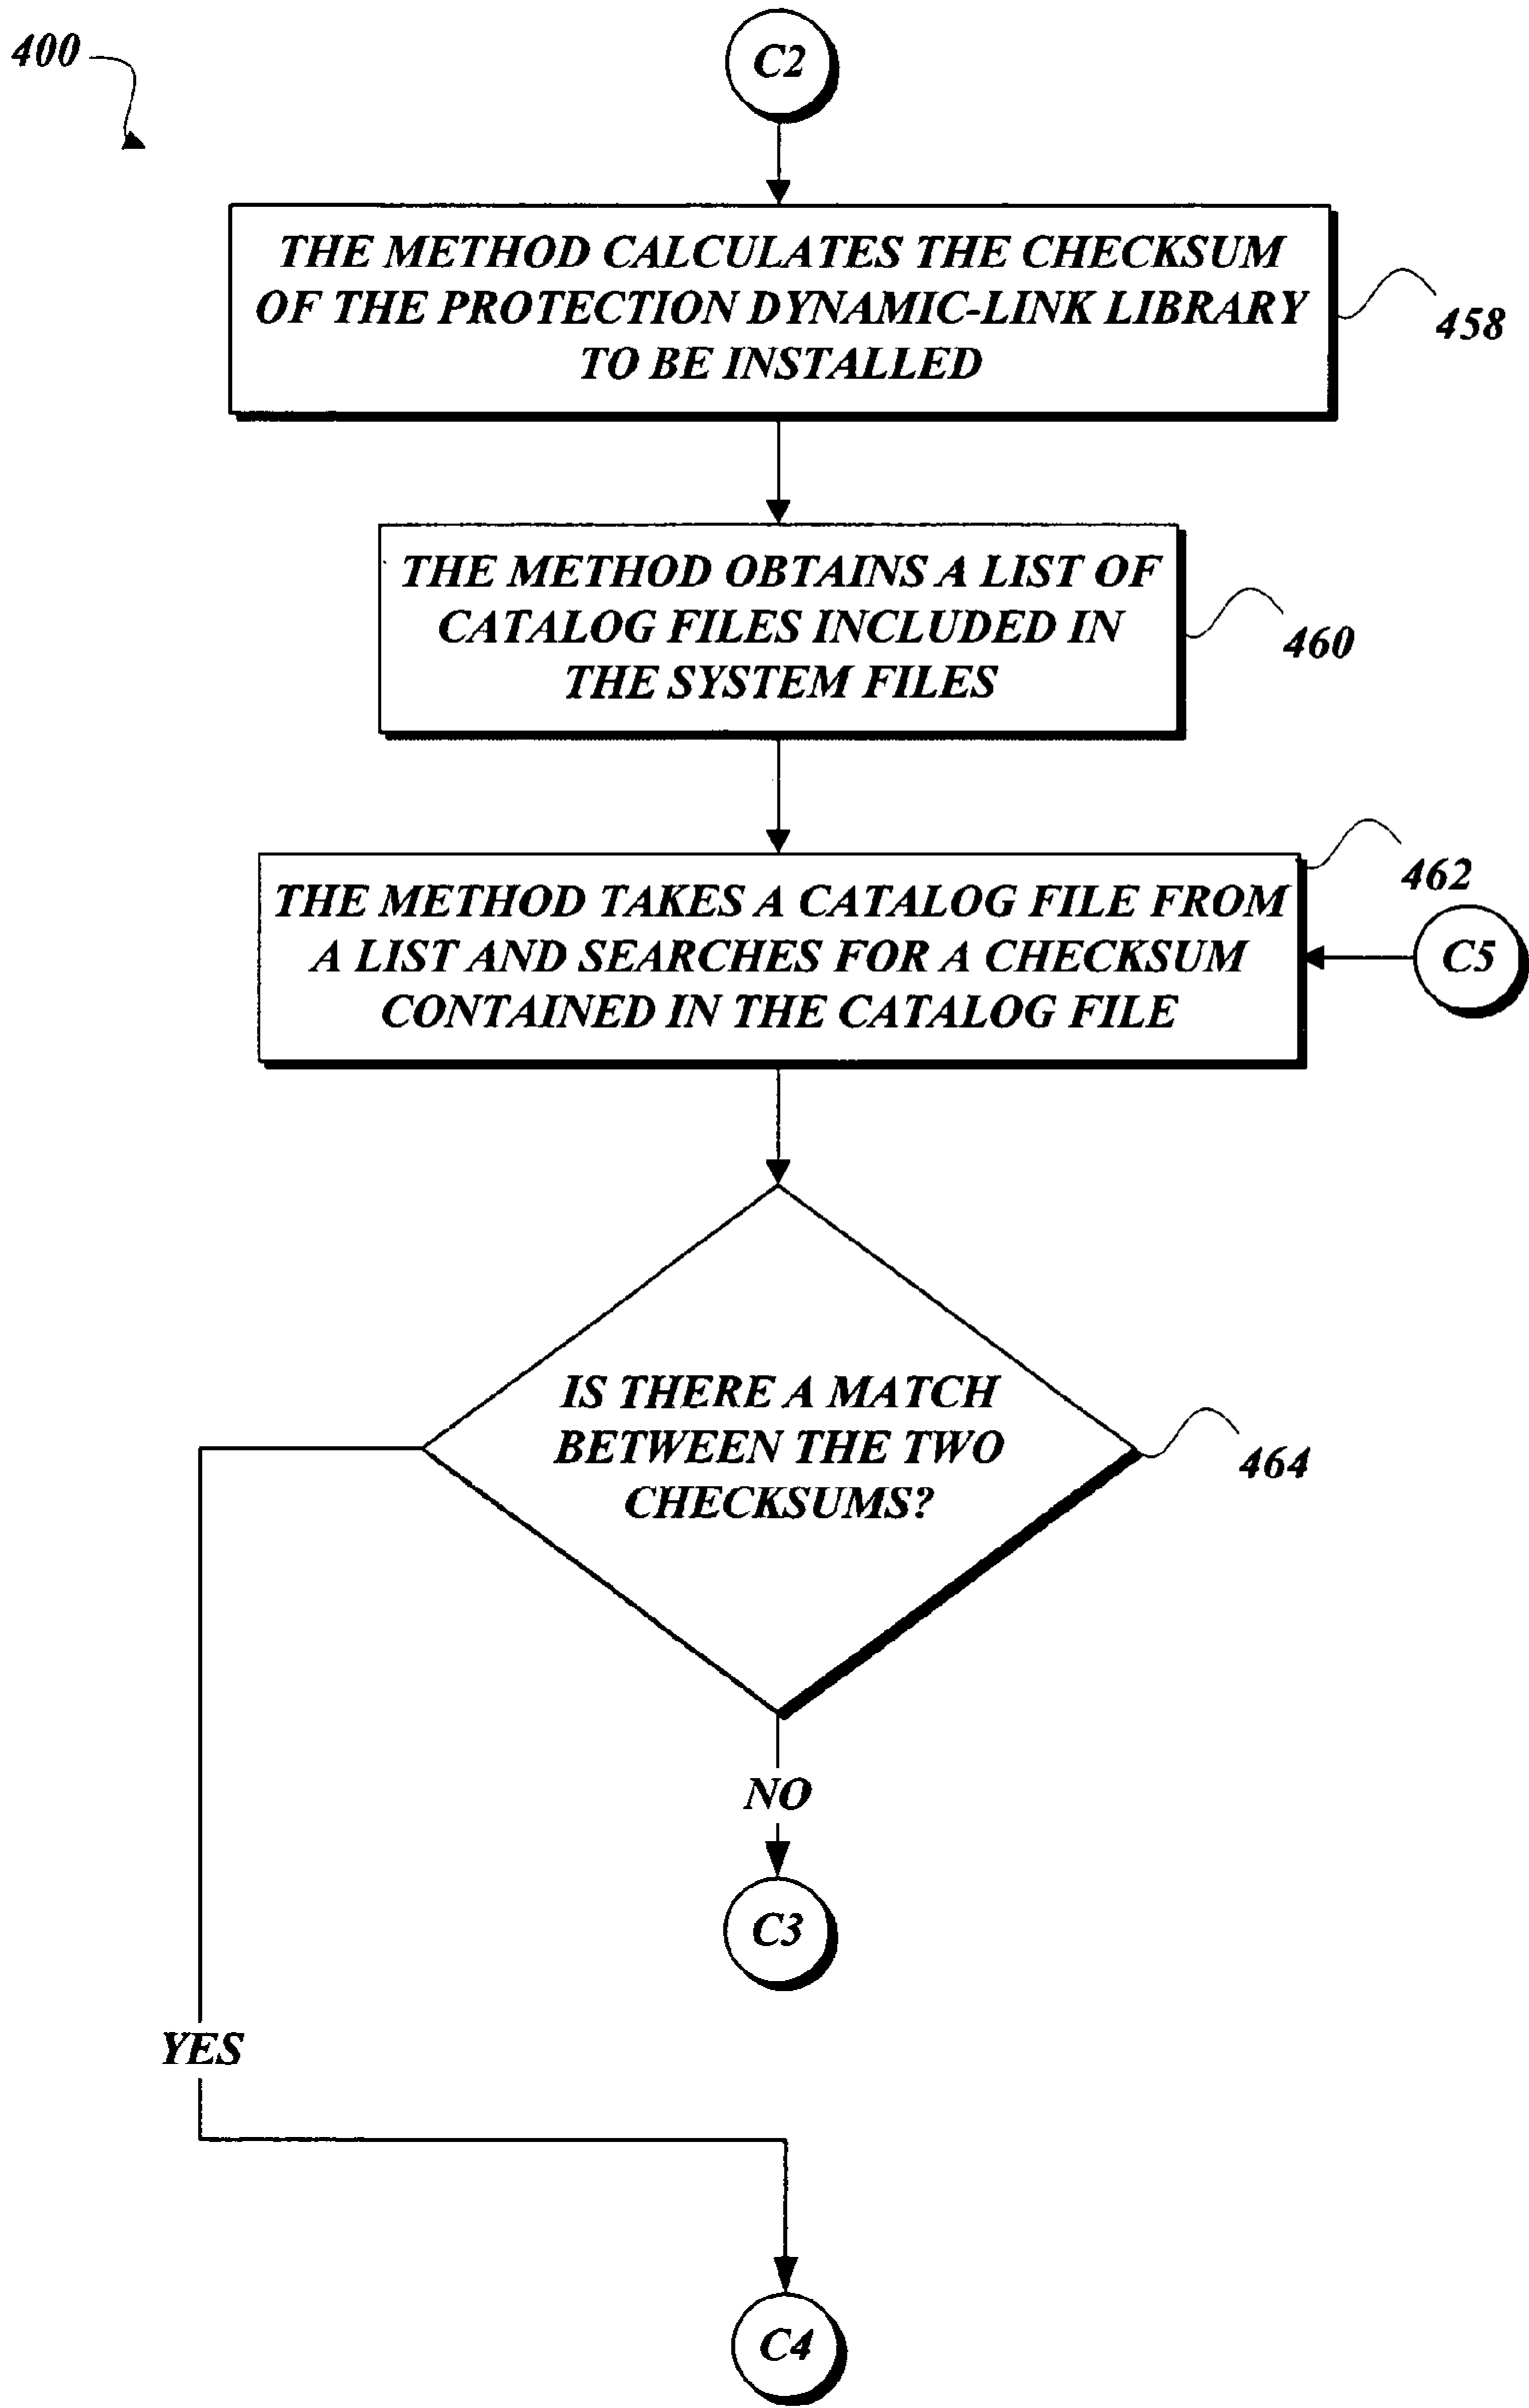 400
C2
THE METHOD CALCULATES THE CHECKSUM
OF THE PROTECTION DYNAMIC-LINK LIBRARY
TO BE INSTALLED
458
THE METHOD OBTAINS A LIST OF
CATALOG FILES INCLUDED IN
THE SYSTEM FILES
460
THE METHOD TAKES A CATALOG FILE FROM
A LIST AND SEARCHES FOR A CHECKSUM
CONTAINED IN THE CATALOG FILE
462
C5
IS THERE A MATCH
BETWEEN THE TWO
CHECKSUMS?
464
NO
C3
YES
C4